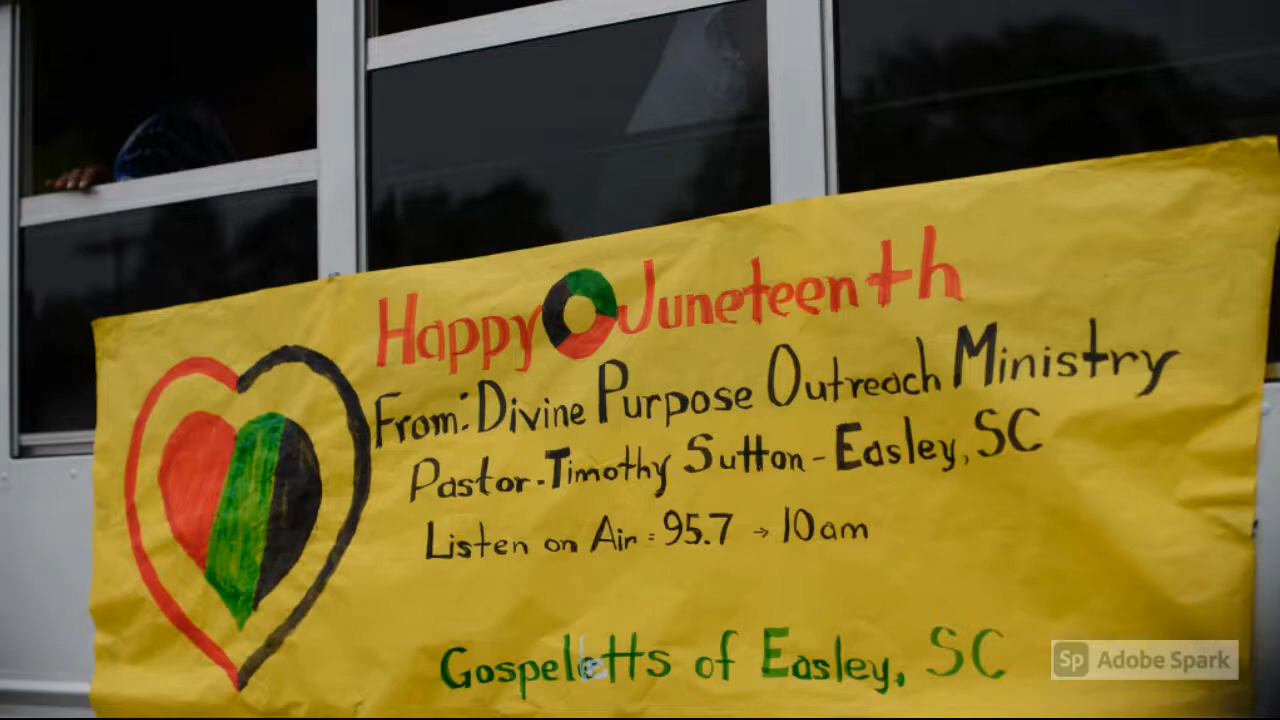 Happy Juneteenth
From: Divine Purpose Outreach Ministry
Pastor-Timothy Sutton-Easley, SC
Listen on Air: 95.7 → 10am
Gospeletts of Easley, SC
Sp Adobe Spark